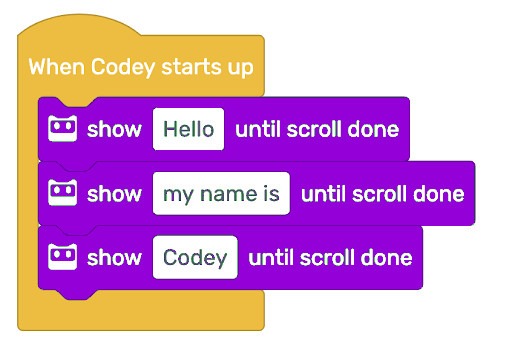 When Codey starts up
show Hello until scroll done
show my name is until scroll done
show Codey until scroll done